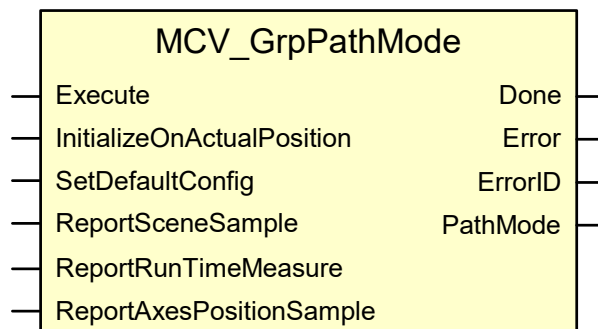 MCV_GrpPathMode
Execute Done
InitializeOnActualPosition Error
SetDefaultConfig ErrorID
ReportSceneSample PathMode
ReportRunTimeMeasure
ReportAxesPositionSample